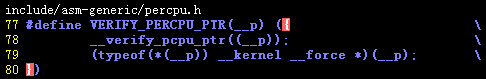 include/asm-generic/percpu.h
77 #define VERIFY_PERCPU_PTR(__p) ({ \
78 __verify_pcpu_ptr((__p)); \
79 (typeof(*(__p)) __kernel __force *)(__p); \
80 })